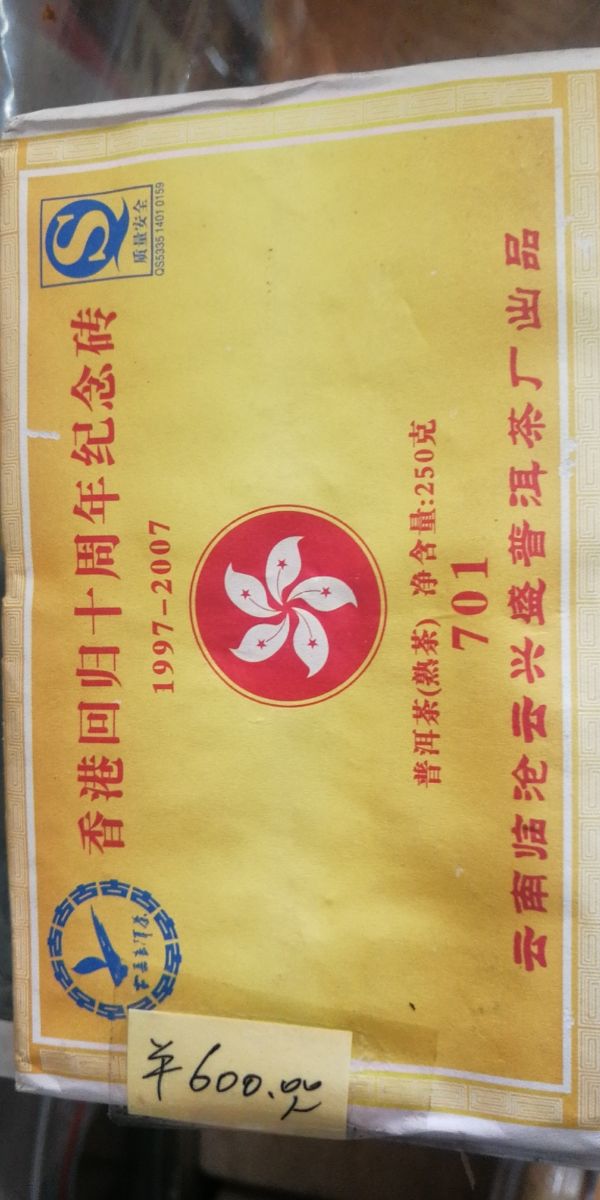 质量安全
QS5335 1401 0159
香港回归十周年纪念砖
1997-2007
普洱茶(熟茶) 净含量:250克
701
云南临沧云兴盛普洱茶厂出品
¥600.00